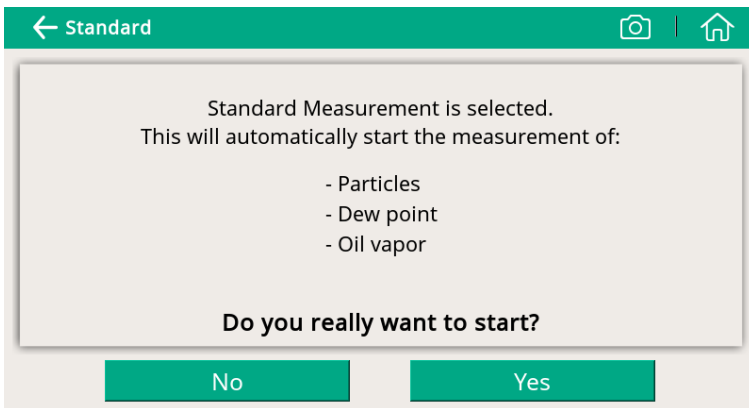 Standard
Standard Measurement is selected.
This will automatically start the measurement of:
- Particles
- Dew point
- Oil vapor
Do you really want to start?
No
Yes